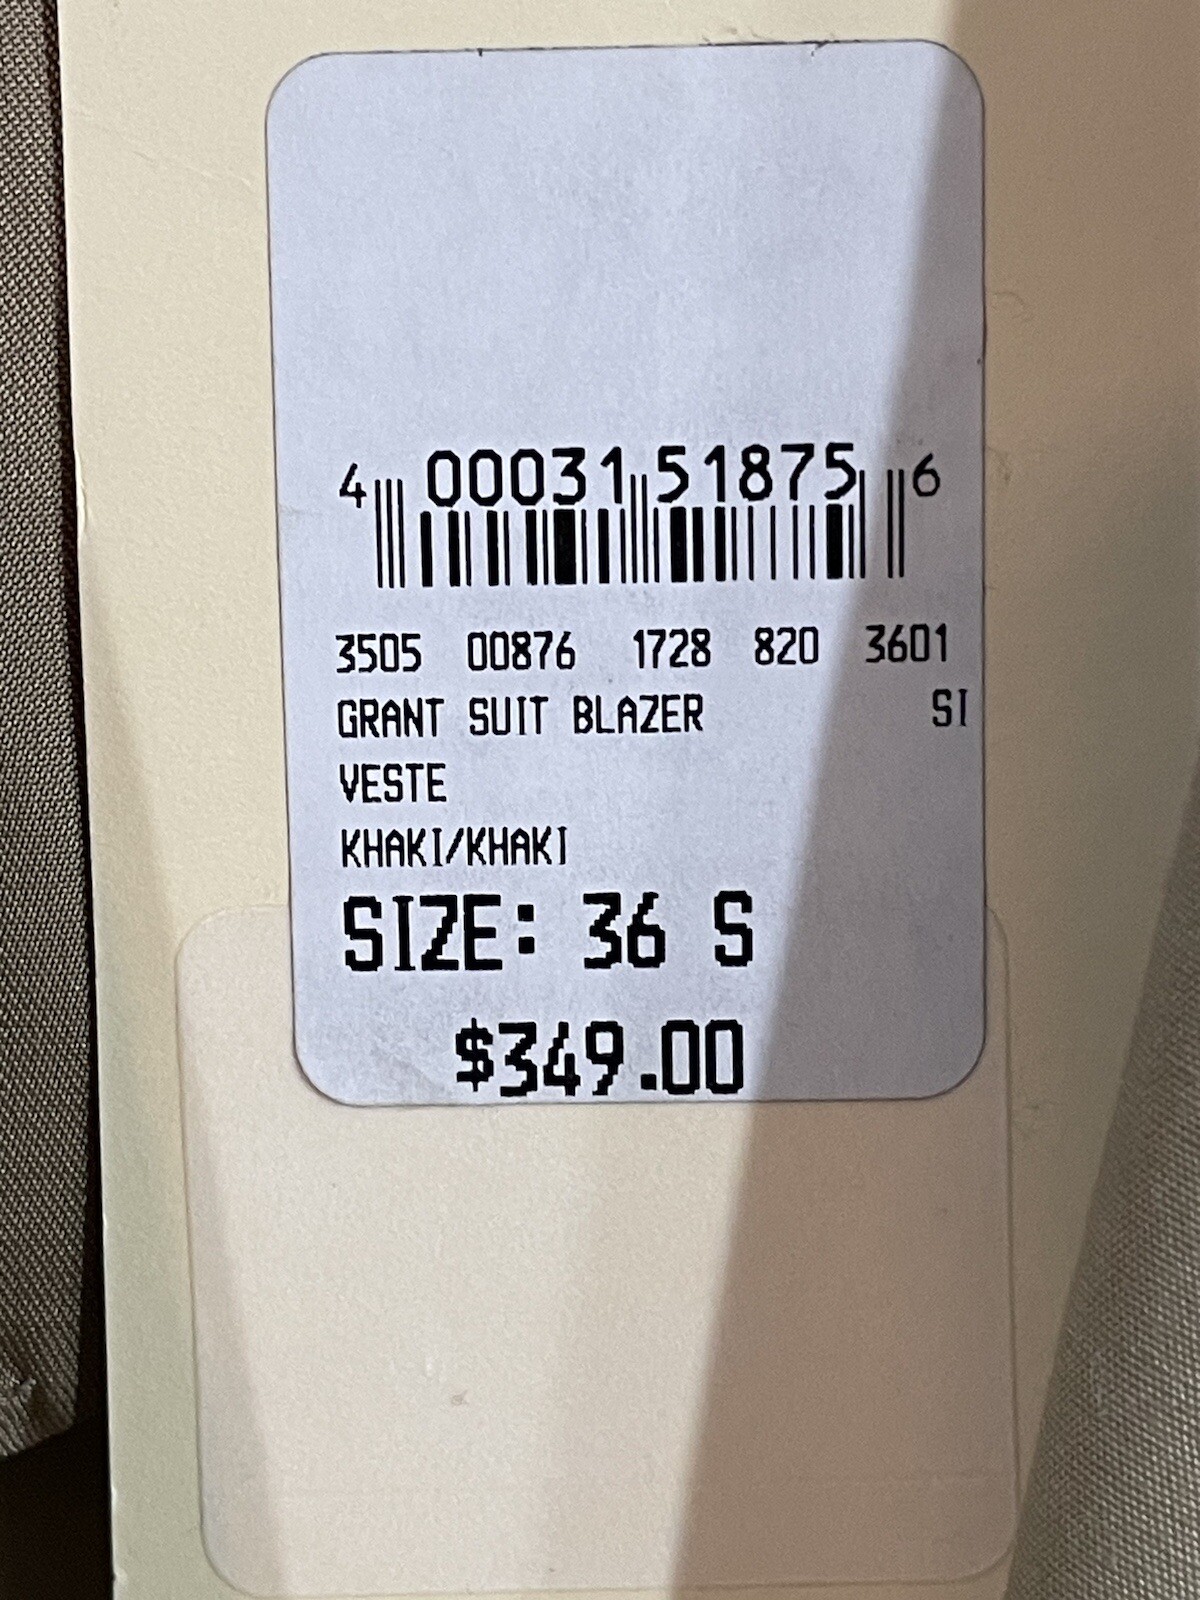 4 00031 51875 6
3505 00876 1728 820 3601
GRANT SUIT BLAZER SI
VESTE
KHAKI/KHAKI
SIZE: 36 S
$349.00